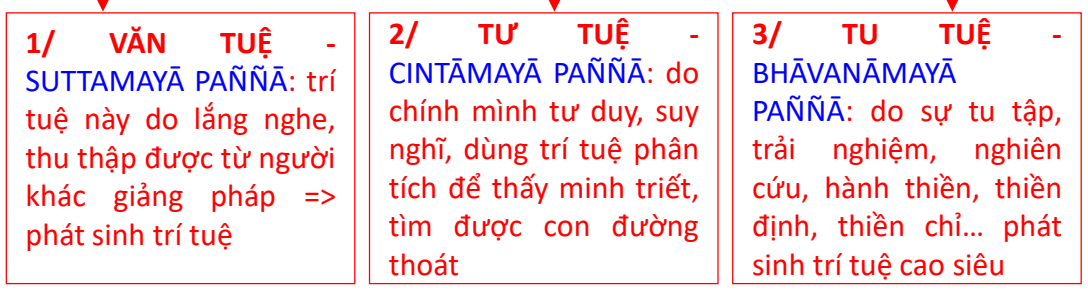 1/ VĂN TUỆ -
SUTTAMAYĀ PAÑÑĀ: trí
tuệ này do lắng nghe,
thu thập được từ người
khác giảng pháp =>
phát sinh trí tuệ
2/ TƯ TUỆ -
CINTĀMAYĀ PAÑÑĀ: do
chính mình tư duy, suy
nghĩ, dùng trí tuệ phân
tích để thấy minh triết,
tìm được con đường
thoát
3/ TU TUỆ -
BHĀVANĀMAYĀ
PAÑÑĀ: do sự tu tập,
trải nghiệm, nghiên
cứu, hành thiền, thiền
định, thiền chỉ… phát
sinh trí tuệ cao siêu